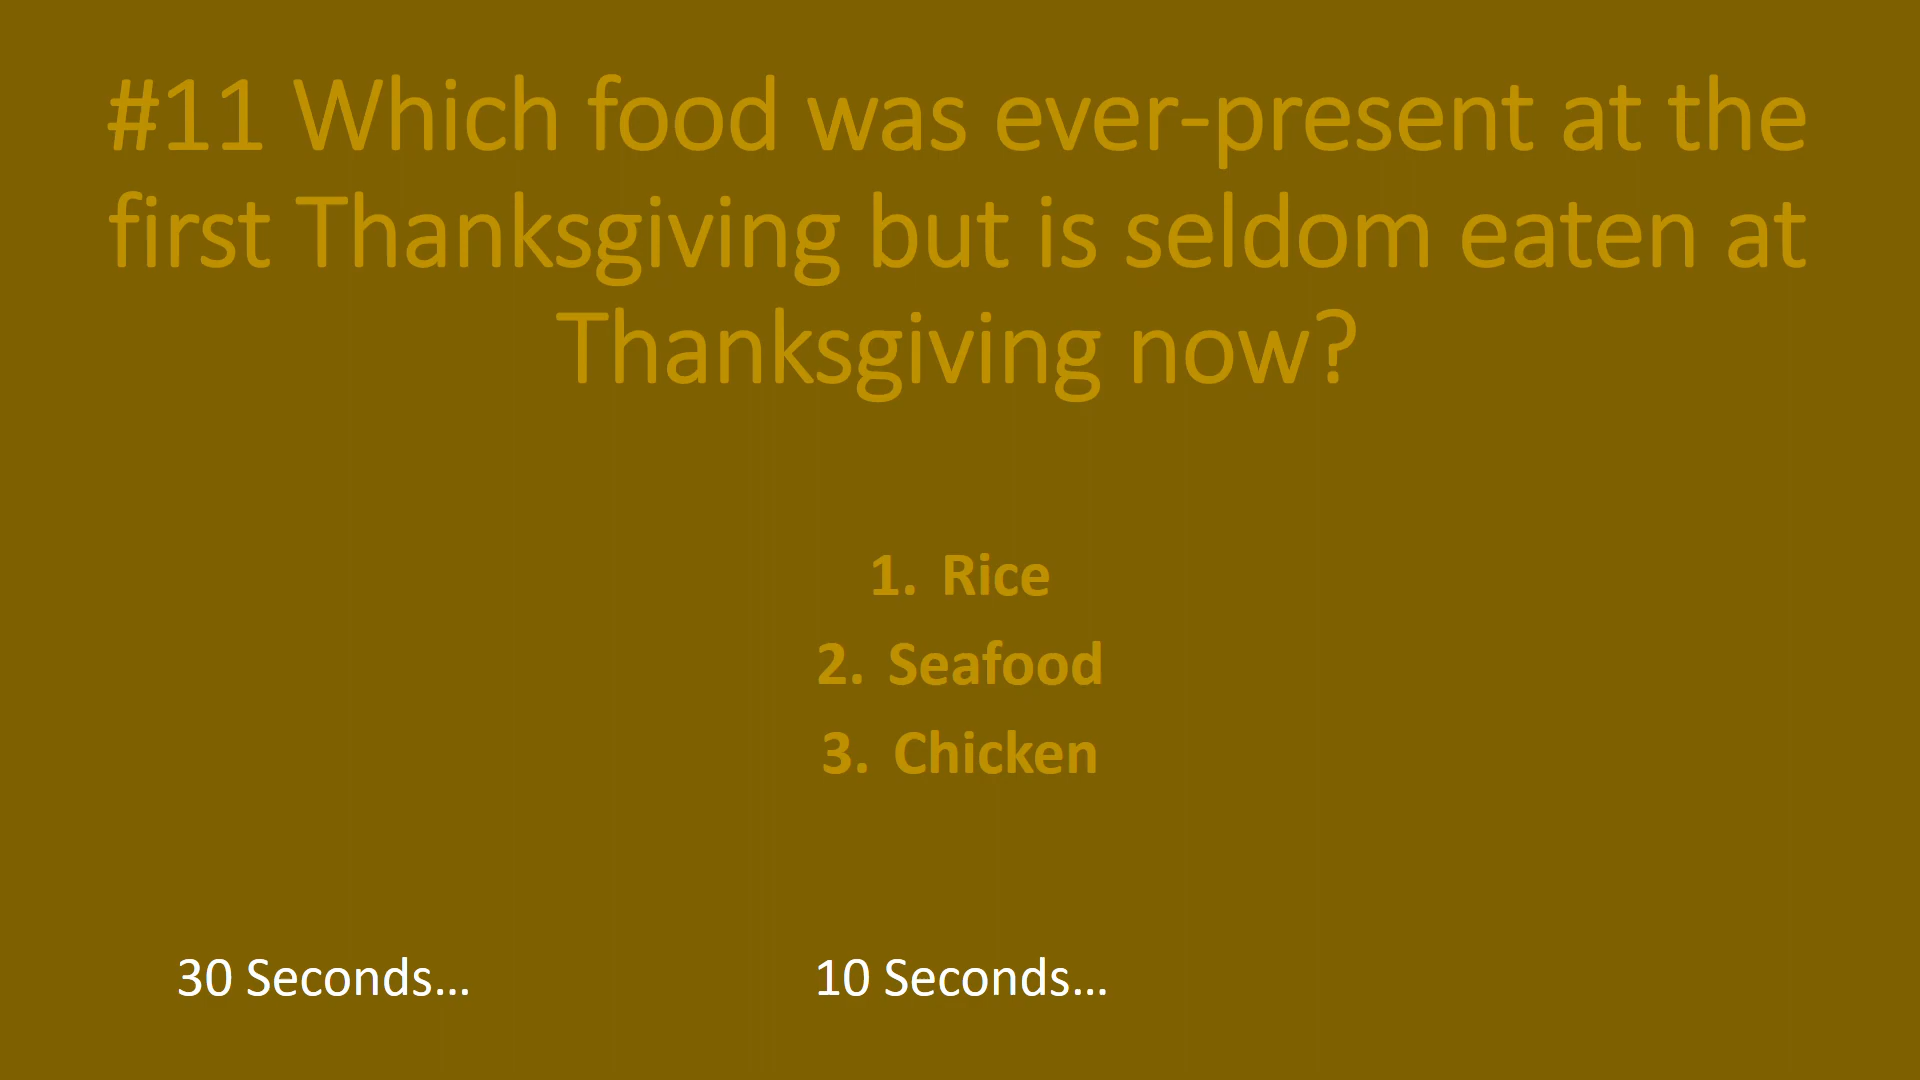 #11 Which food was ever-present at the
first Thanksgiving but is seldom eaten at
Thanksgiving now?
1. Rice
2. Seafood
3. Chicken
30 Seconds...
10 Seconds...